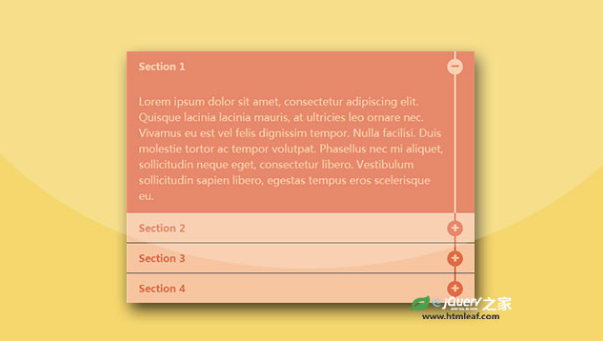 Section 1
Lorem ipsum dolor sit amet, consectetur adipiscing elit.
Quisque lacinia lacinia mauris, at ultricies leo ornare nec.
Vivamus eu est vel felis dignissim tempor. Nulla facilisi. Duis
molestie tortor ac tempor volutpat. Phasellus nec mi aliquet,
sollicitudin neque eget, consectetur libero. Vestibulum
sollicitudin sapien libero, egestas tempus eros scelerisque
eu.
Section 2
Section 3
Section 4
jQuery之家
www.htmleaf.com